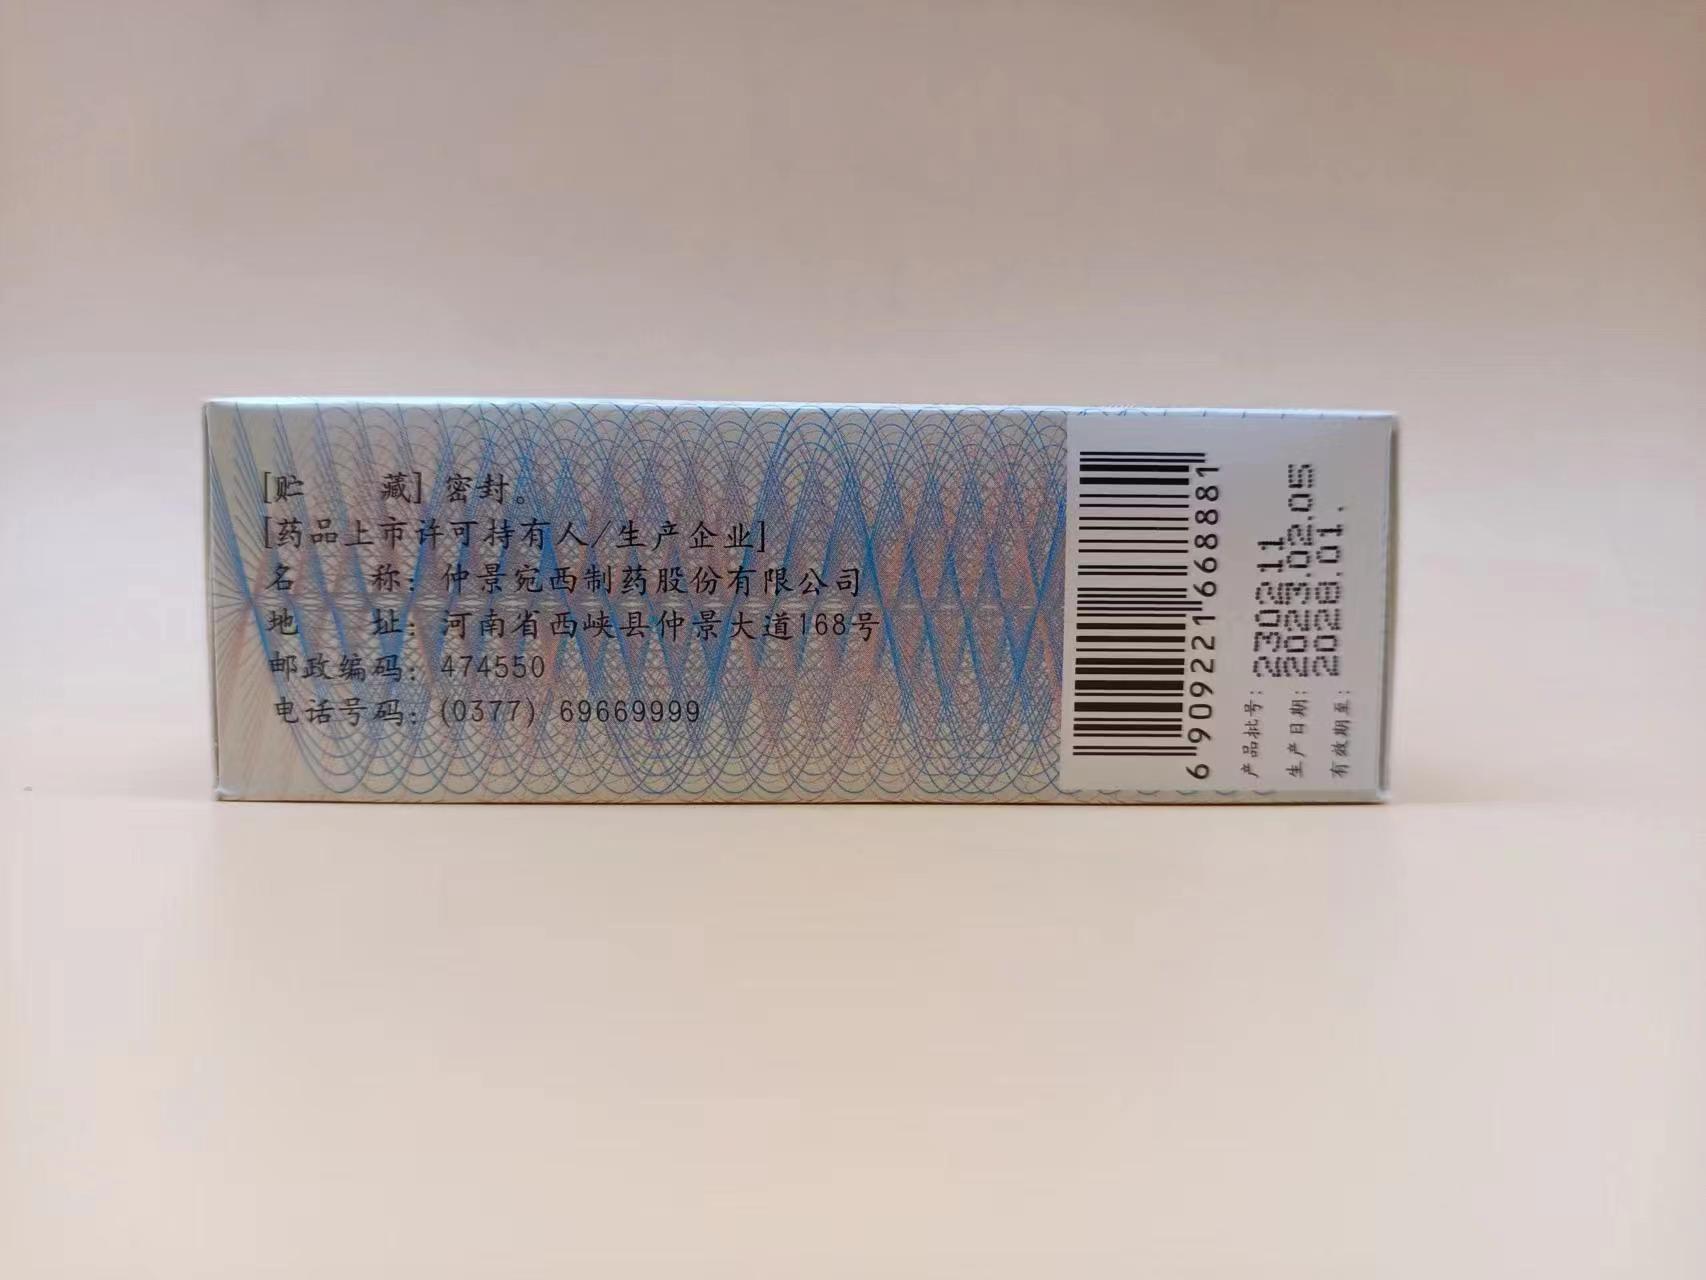 [贮 藏] 密封。
[药品上市许可持有人/生产企业]
名 称：仲景宛西制药股份有限公司
地 址：河南省西峡县仲景大道168号
邮政编码：474550
电话号码：(0377) 69669999
6 909221 668881
产品批号：230211
生产日期：2023.02.05
有效期至：2028.01.